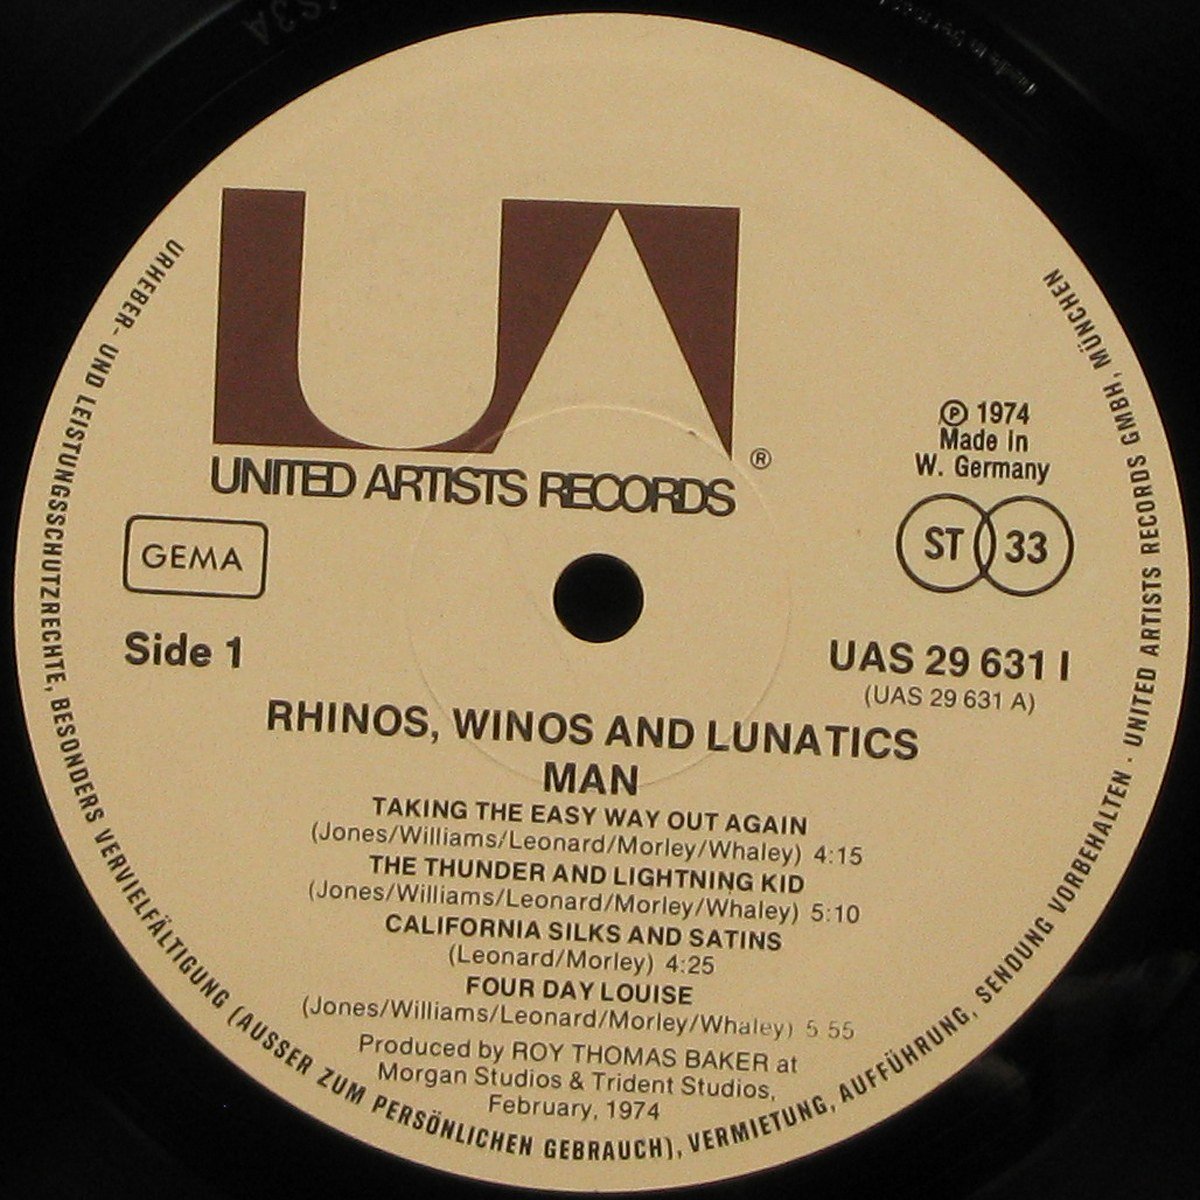 UA
®
UNITED ARTISTS RECORDS
℗ 1974
Made in
W. Germany
GEMA
ST 33
Side 1
UAS 29 631 I
(UAS 29 631 A)
RHINOS, WINOS AND LUNATICS
MAN
TAKING THE EASY WAY OUT AGAIN
(Jones/Williams/Leonard/Morley/Whaley) 4:15
THE THUNDER AND LIGHTNING KID
(Jones/Williams/Leonard/Morley/Whaley) 5:10
CALIFORNIA SILKS AND SATINS
(Leonard/Morley) 4:25
FOUR DAY LOUISE
(Jones/Williams/Leonard/Morley/Whaley) 5 55
Produced by ROY THOMAS BAKER at
Morgan Studios & Trident Studios,
February, 1974
URHEBER- UND LEISTUNGSSCHUTZRECHTE, BESONDERS VERVIELFÄLTIGUNG (AUSSER ZUM PERSÖNLICHEN GEBRAUCH), VERMIETUNG, AUFFÜHRUNG, SENDUNG VORBEHALTEN · UNITED ARTISTS RECORDS GMBH, MÜNCHEN